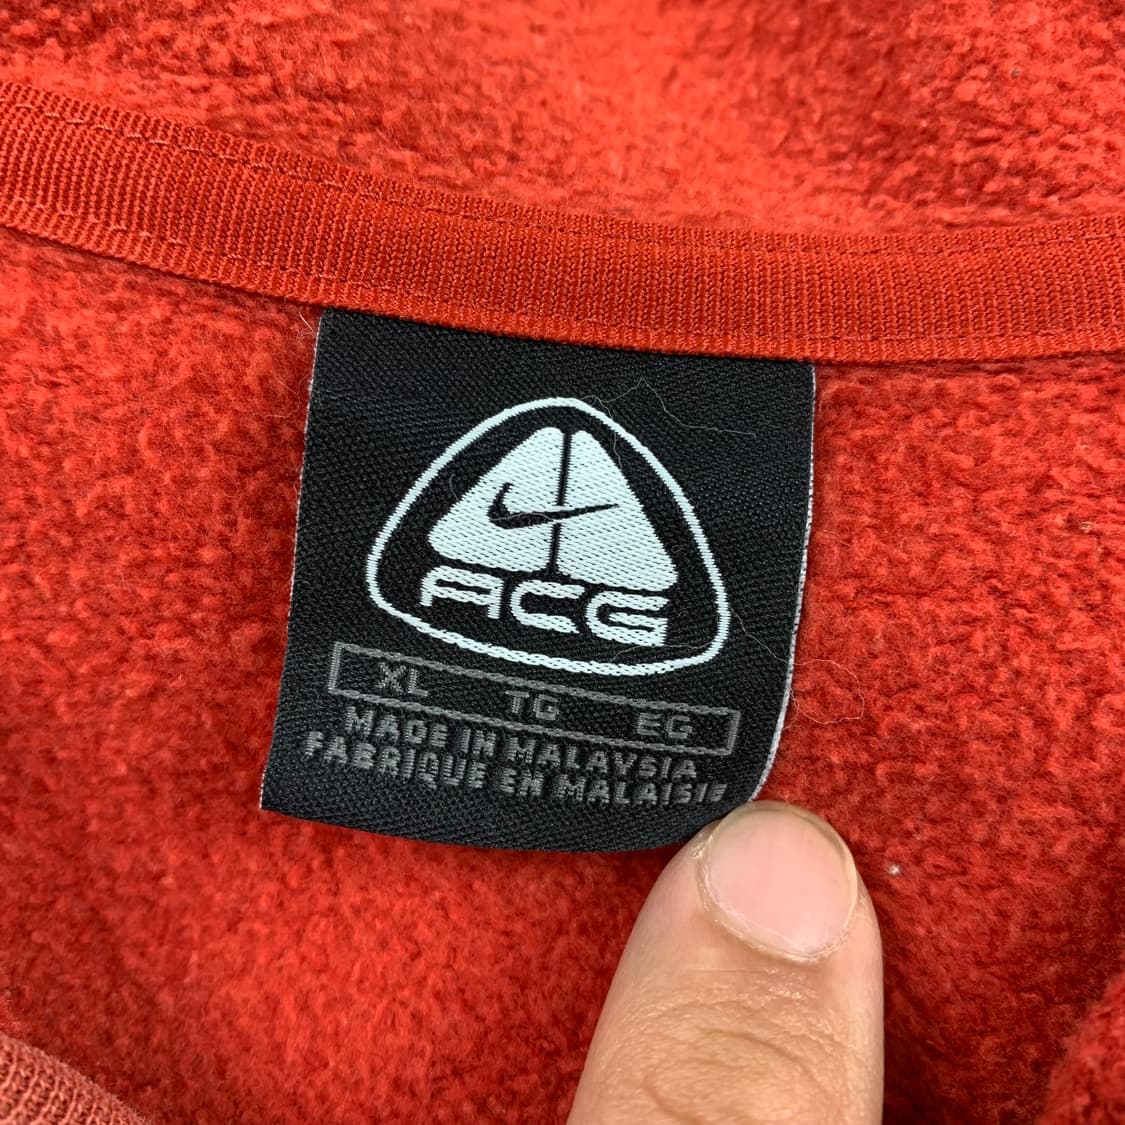 ACG
XL TG EG
MADE IN MALAYSIA
FABRIQUE EN MALAISIE